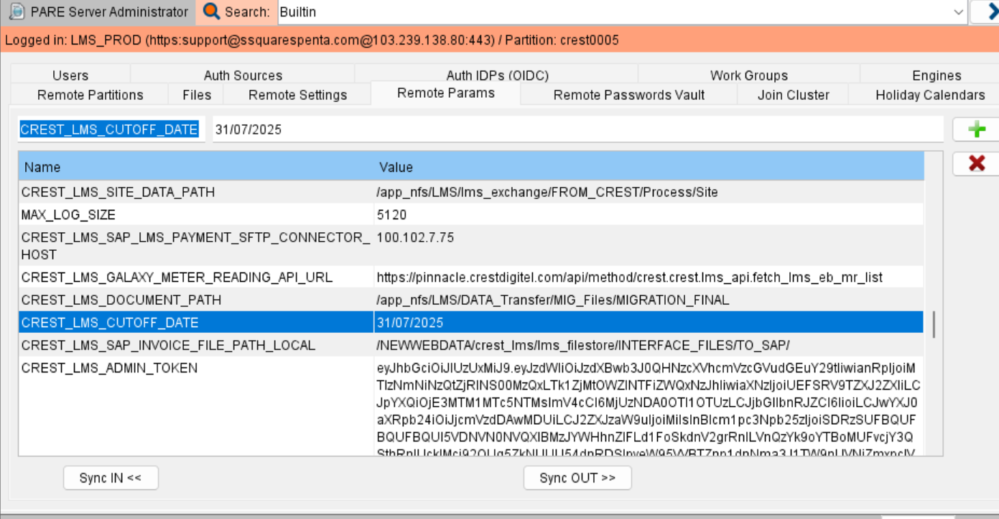 PARE Server Administrator Search: Builtin
Logged in: LMS_PROD (https:support@ssquarespenta.com@103.239.138.80:443) / Partition: crest0005
Users Auth Sources Auth IDPs (OIDC) Work Groups Engines
Remote Partitions Files Remote Settings Remote Params Remote Passwords Vault Join Cluster Holiday Calendars
CREST_LMS_CUTOFF_DATE 31/07/2025
Name Value
CREST_LMS_SITE_DATA_PATH /app_nfs/LMS/lms_exchange/FROM_CREST/Process/Site
MAX_LOG_SIZE 5120
CREST_LMS_SAP_LMS_PAYMENT_SFTP_CONNECTOR_ 100.102.7.75
HOST
CREST_LMS_GALAXY_METER_READING_API_URL https://pinnacle.crestdigitel.com/api/method/crest.crest.lms_api.fetch_lms_eb_mr_list
CREST_LMS_DOCUMENT_PATH /app_nfs/LMS/DATA_Transfer/MIG_Files/MIGRATION_FINAL
CREST_LMS_CUTOFF_DATE 31/07/2025
CREST_LMS_SAP_INVOICE_FILE_PATH_LOCAL /NEWWEBDATA/crest_lms/lms_filestore/INTERFACE_FILES/TO_SAP/
CREST_LMS_ADMIN_TOKEN
Sync IN << Sync OUT >>